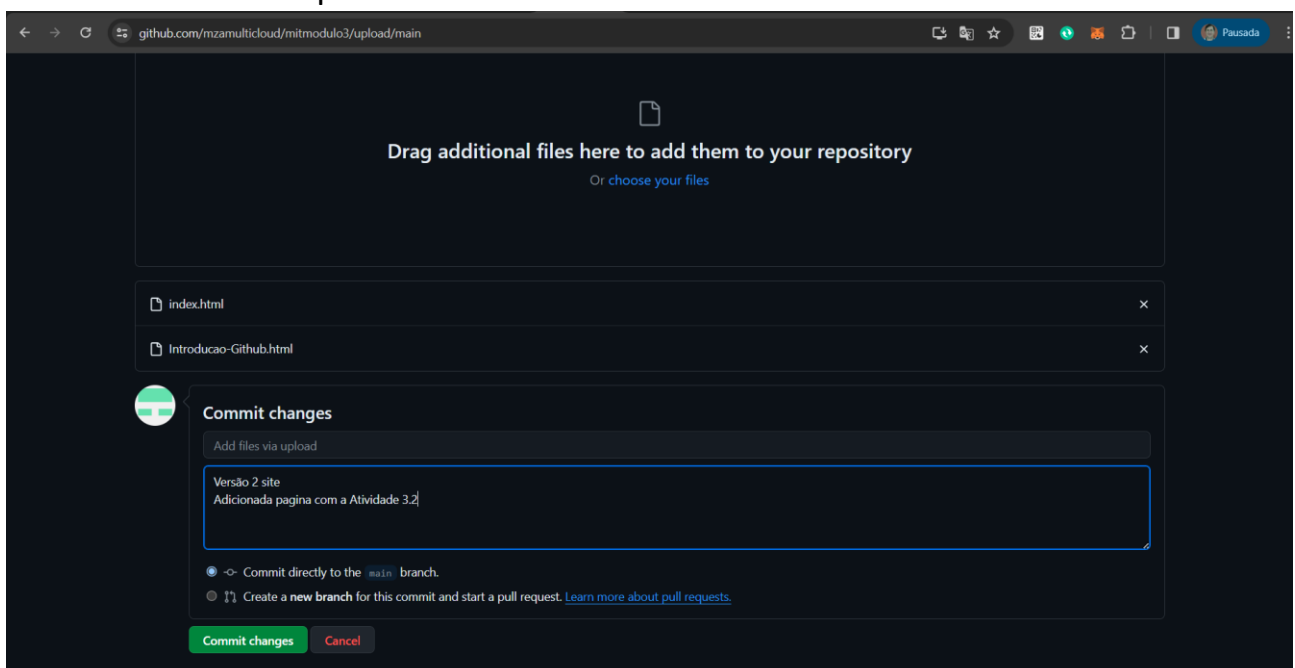 github.com/mzamulticloud/mitmodulo3/upload/main
Pausada
Drag additional files here to add them to your repository
Or choose your files
index.html
Introducao-Github.html
Commit changes
Add files via upload
Versão 2 site
Adicionada pagina com a Atividade 3.2
Commit directly to the main branch.
Create a new branch for this commit and start a pull request. Learn more about pull requests.
Commit changes Cancel